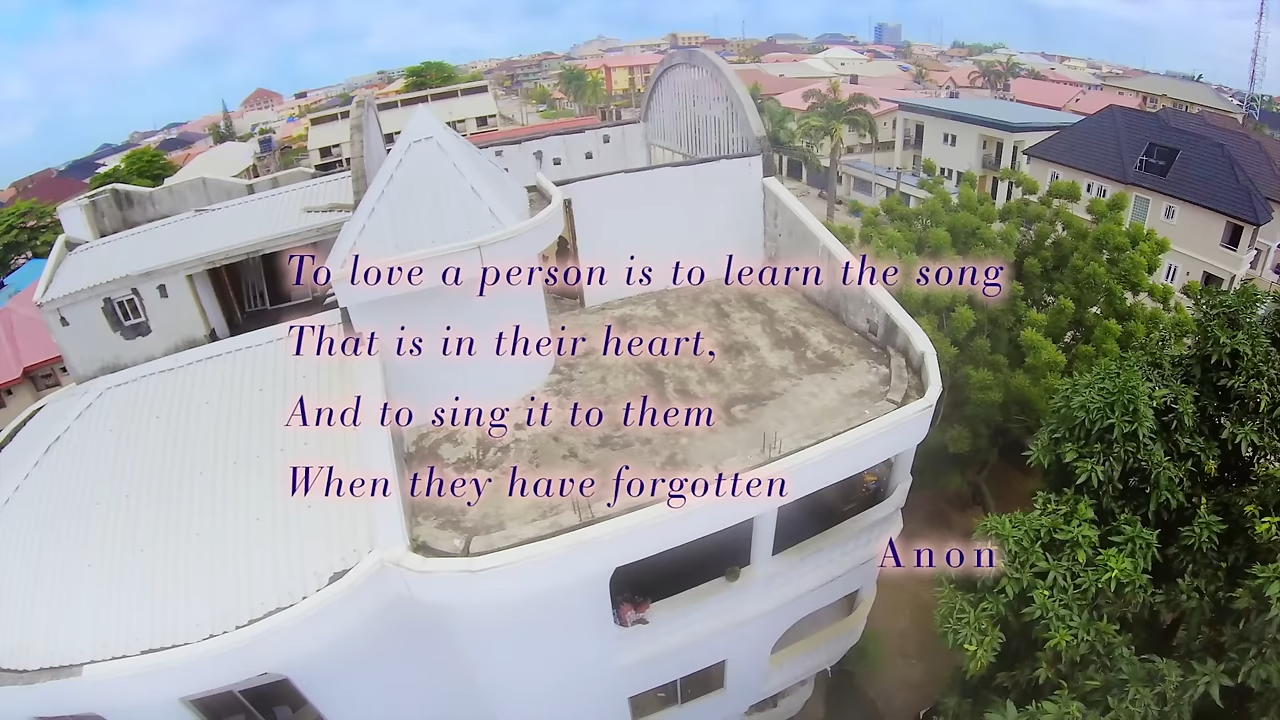 To love a person is to learn the song
That is in their heart,
And to sing it to them
When they have forgotten
Anon